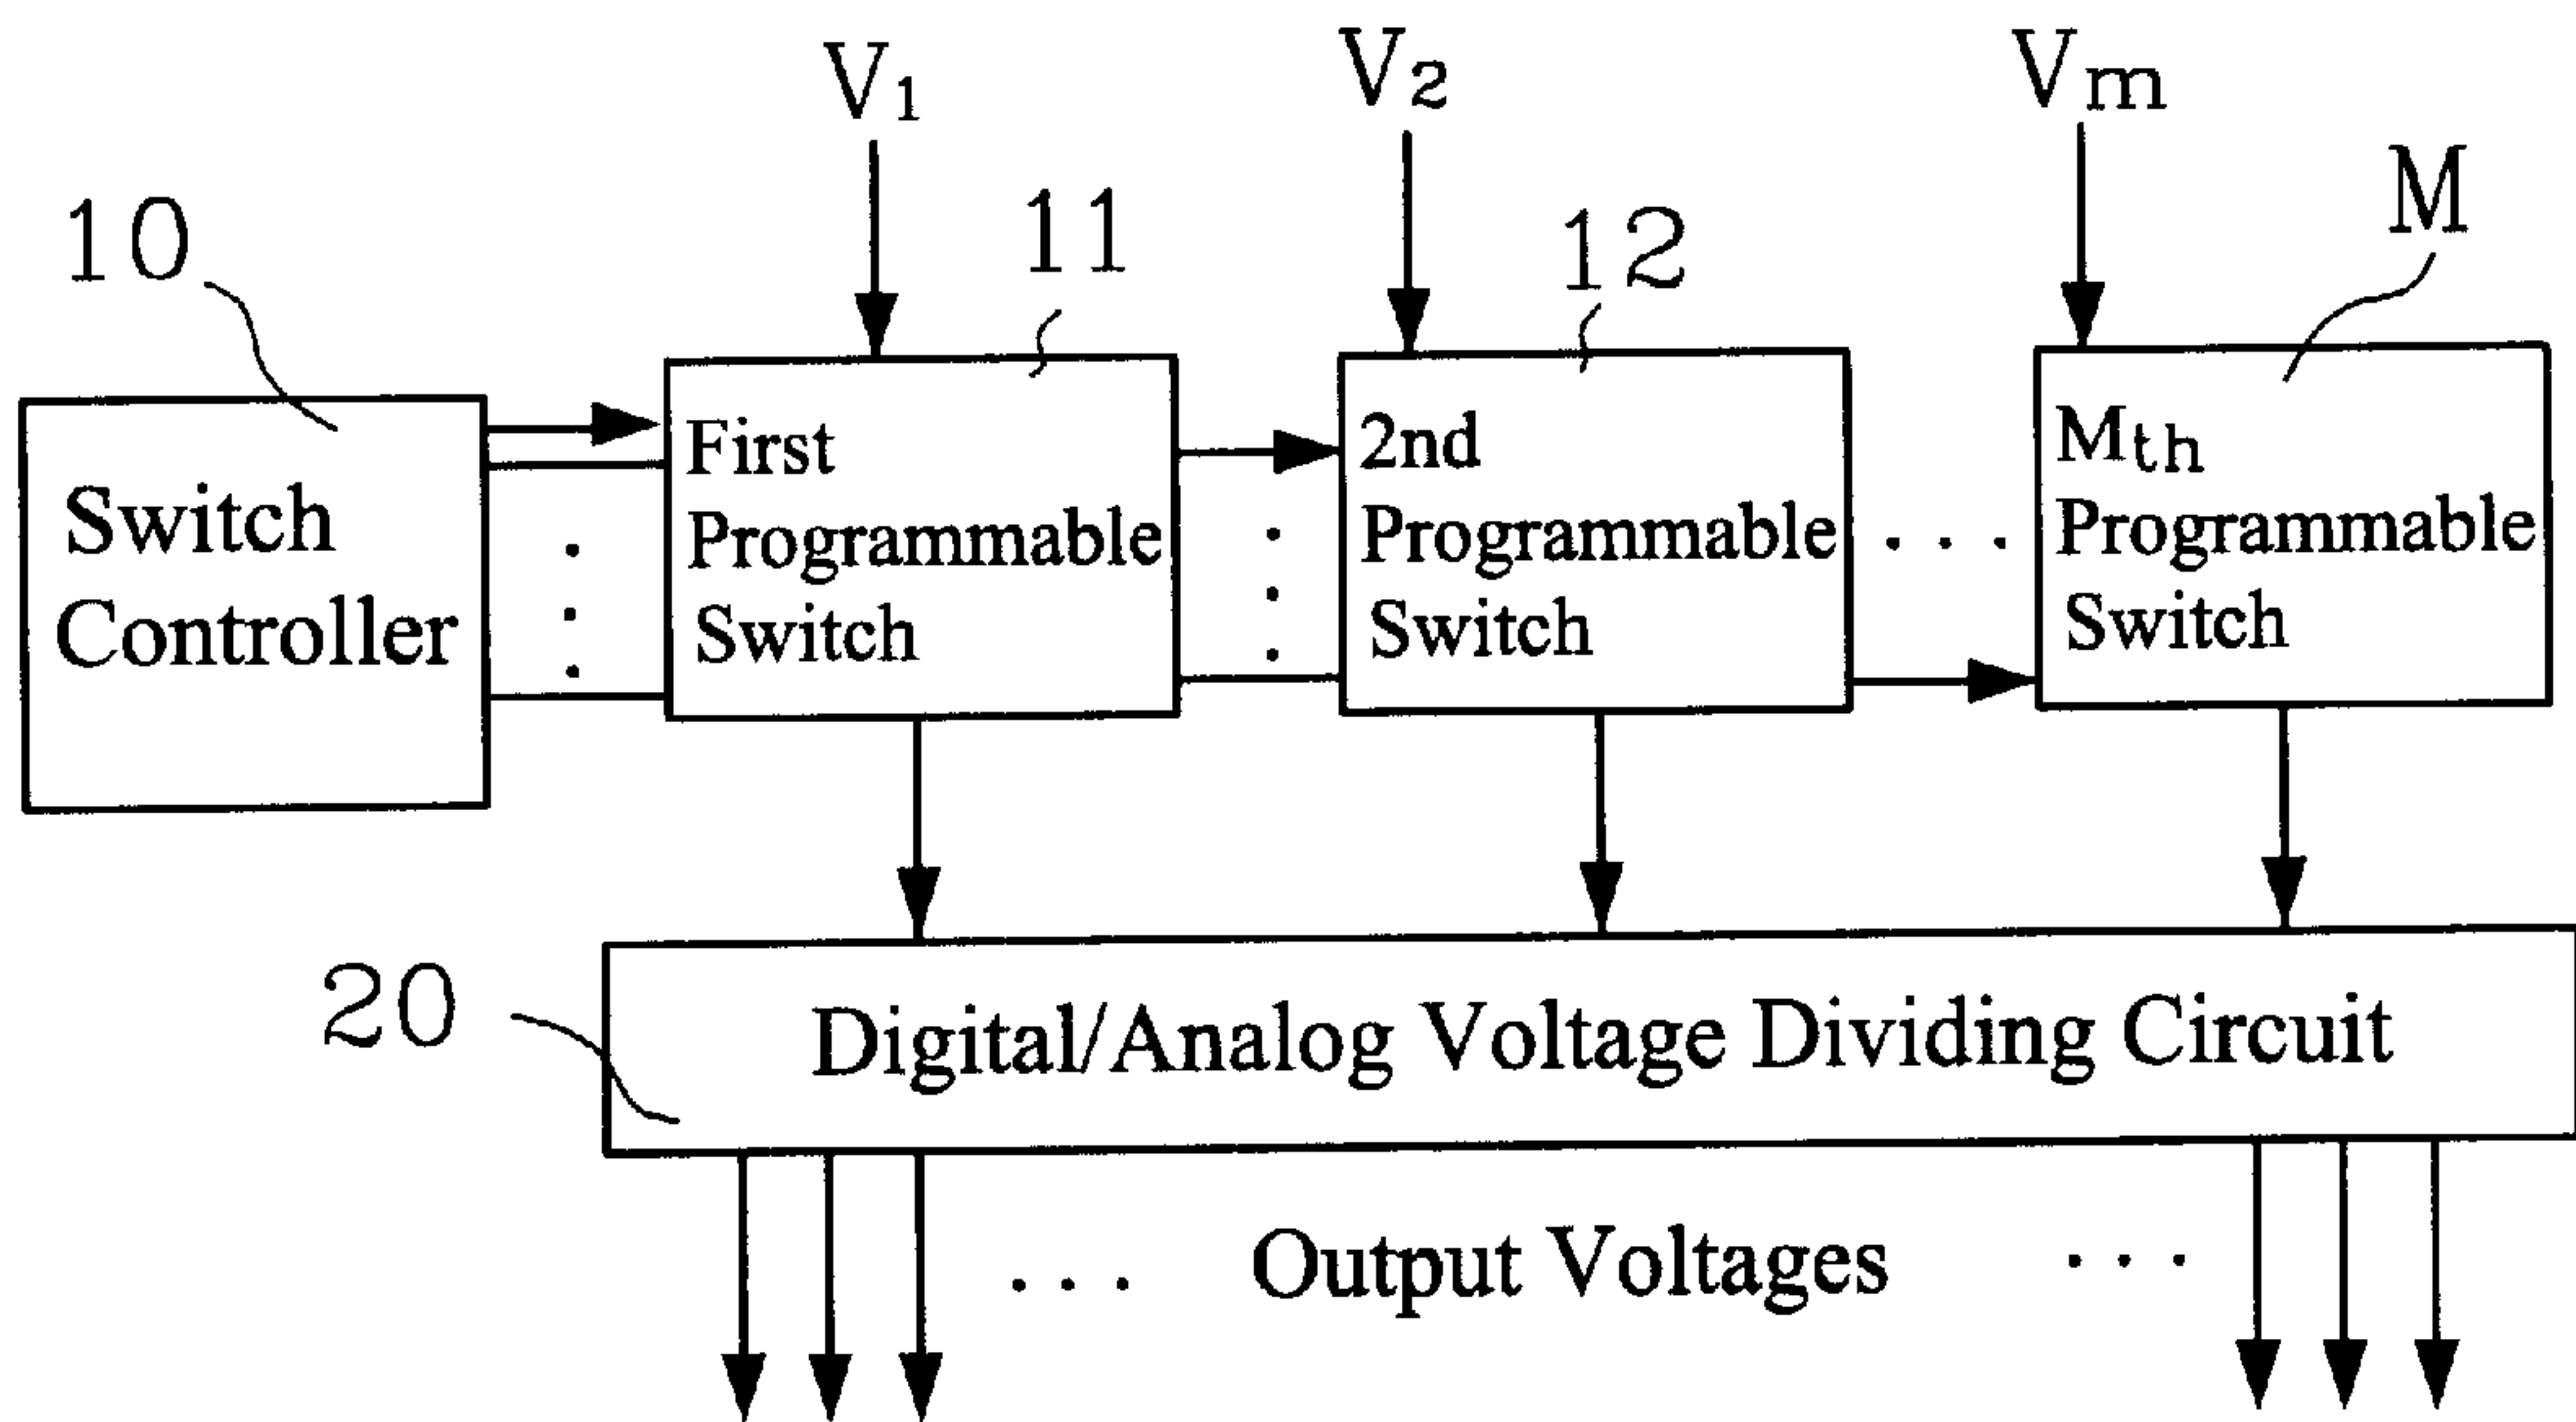 V1
V2
Vm
10
11
12
M
Switch
Controller
First
Programmable
Switch
2nd
Programmable
Switch
. . .
Mth
Programmable
Switch
20
Digital/Analog Voltage Dividing Circuit
. . . Output Voltages . . .